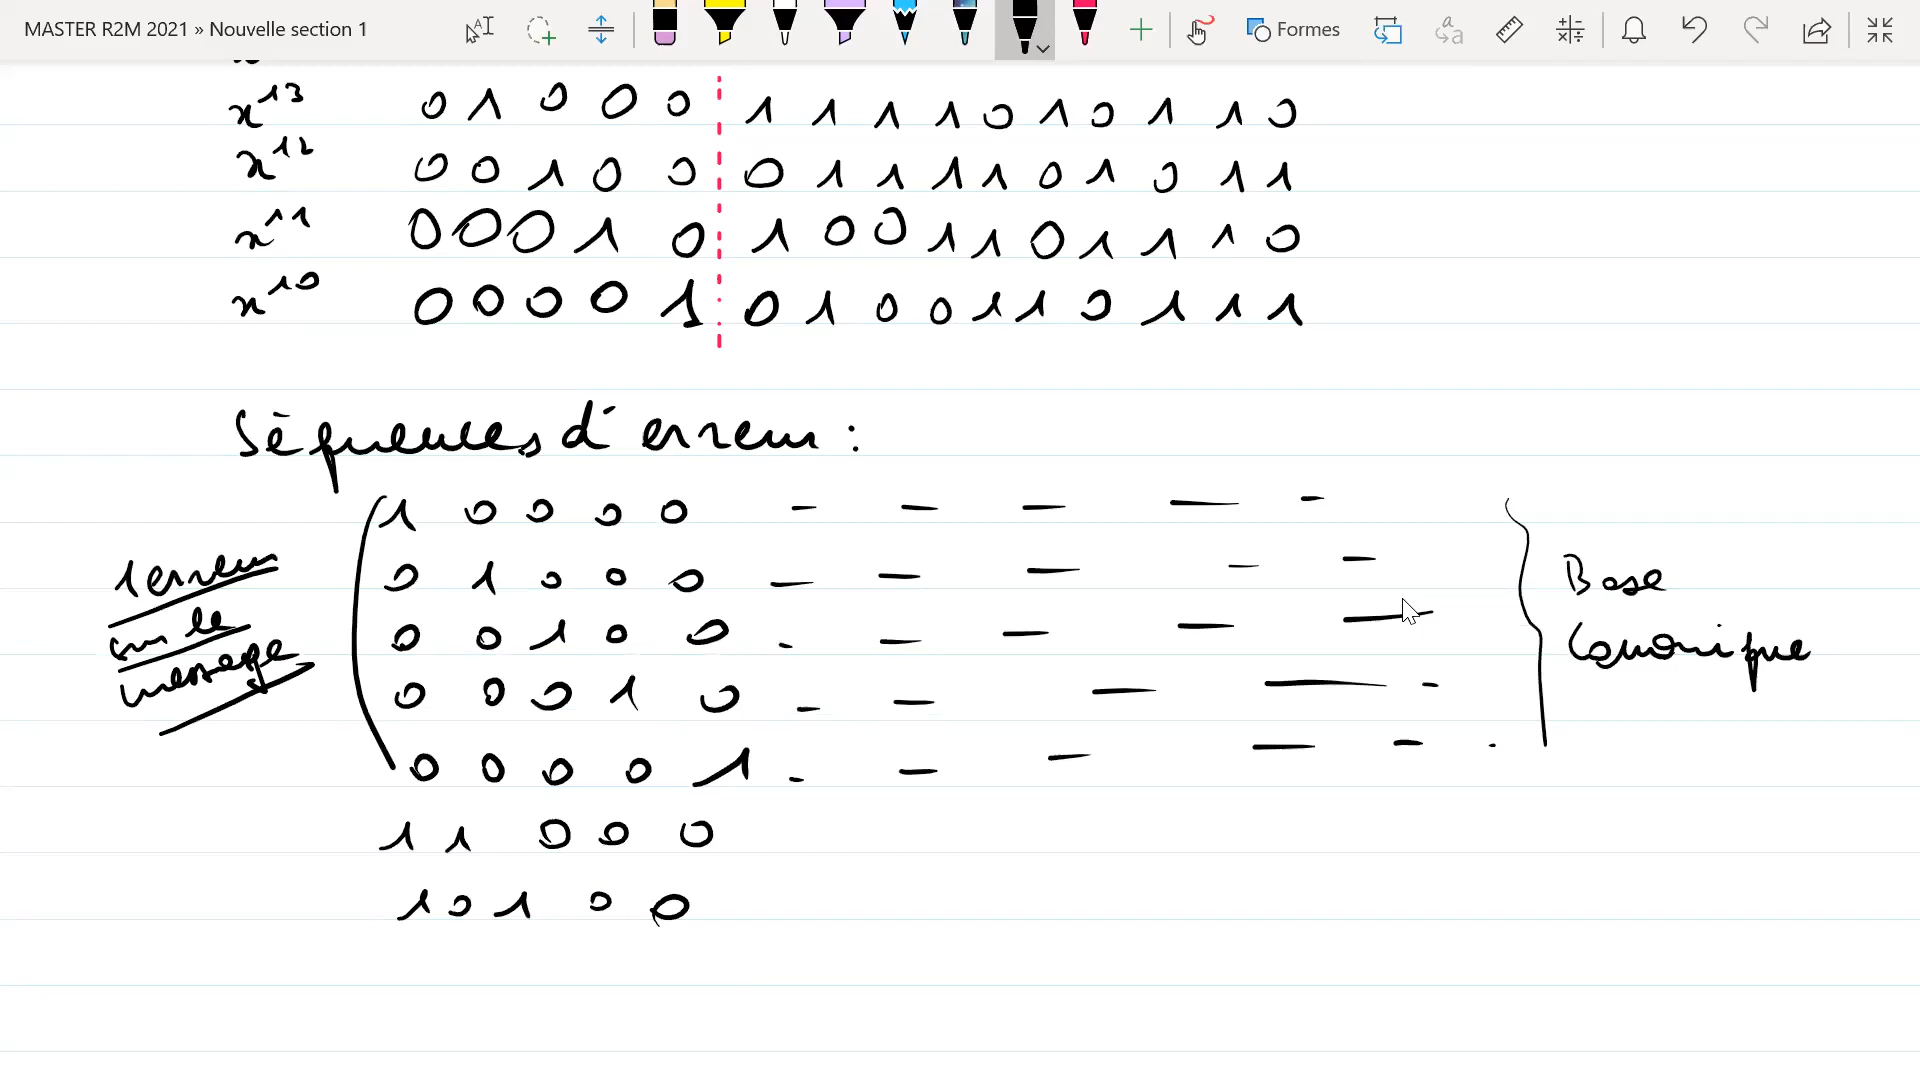 MASTER R2M 2021 » Nouvelle section 1
Formes
x^13 0 1 0 0 0 1 1 1 1 0 1 0 1 1 0
x^12 0 0 1 0 0 0 1 1 1 1 0 1 0 1 1
x^11 0 0 0 1 0 1 0 0 1 1 0 1 1 1 0
x^10 0 0 0 0 1 0 1 0 0 1 1 0 1 1 1
Séquences d'erreur :
1 0 0 0 0 - - - - -
0 1 0 0 0 - - - - -
0 0 1 0 0 - - - - -
0 0 0 1 0 - - - - -
0 0 0 0 1 - - - - - -
1 1 0 0 0
1 0 1 0 0
1 erreur
sur le
message
Base
Canonique